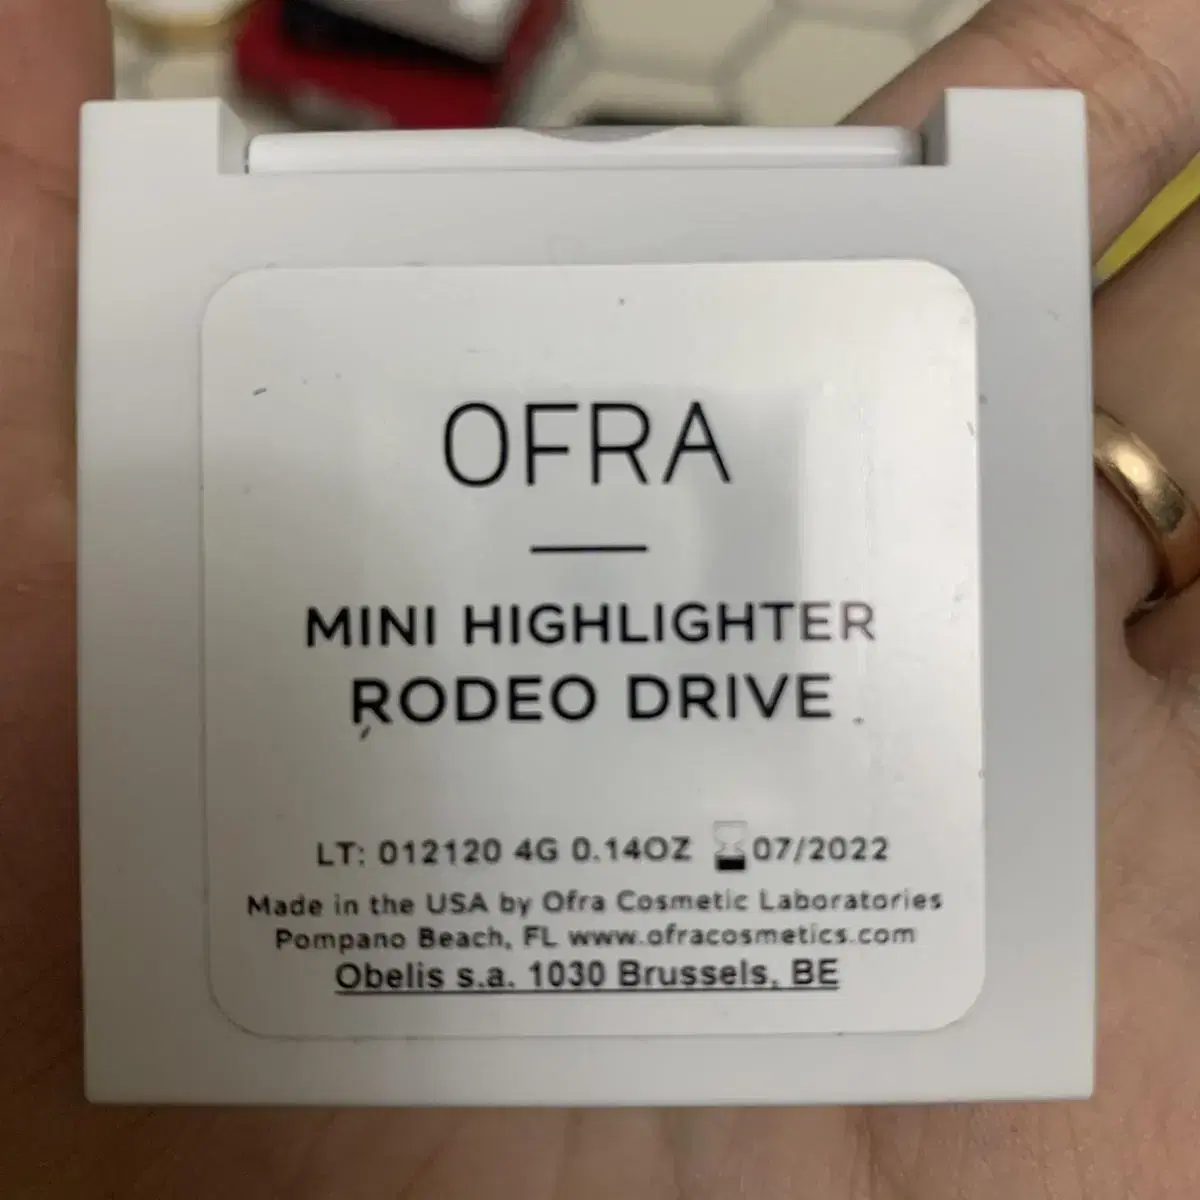 OFRA
MINI HIGHLIGHTER
RODEO DRIVE
LT: 012120 4G 0.14OZ 07/2022
Made in the USA by Ofra Cosmetic Laboratories
Pompano Beach, FL www.ofracosmetics.com
Obelis s.a. 1030 Brussels, BE